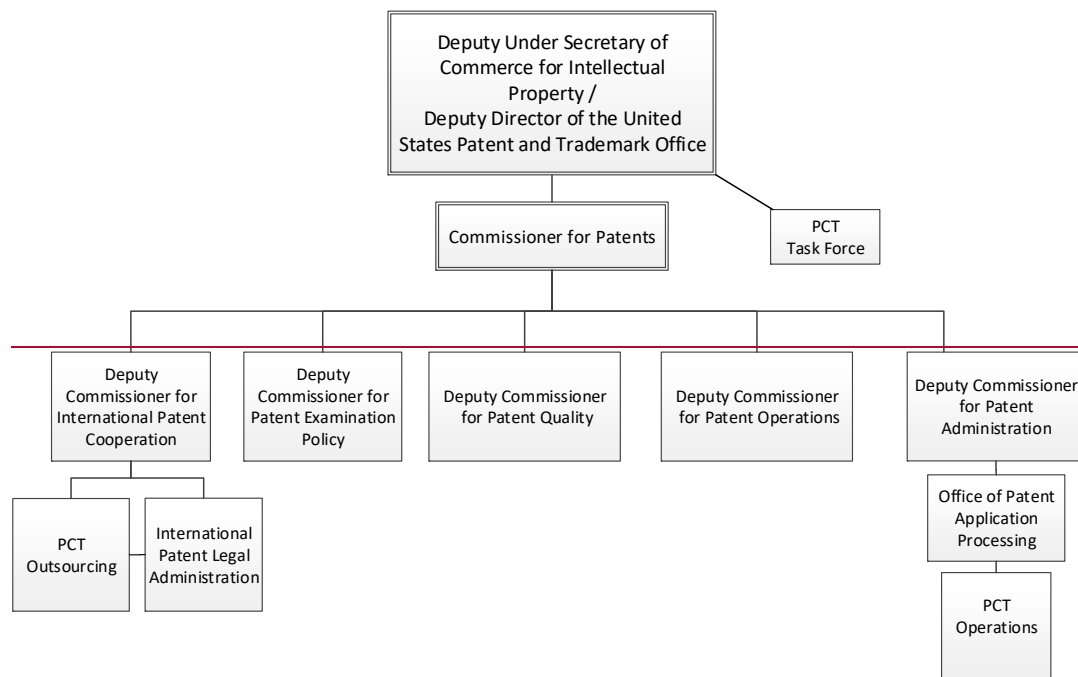 Deputy Under Secretary of
Commerce for Intellectual
Property /
Deputy Director of the United
States Patent and Trademark Office
Commissioner for Patents
PCT
Task Force
Deputy
Commissioner for
International Patent
Cooperation
Deputy
Commissioner for
Patent Examination
Policy
Deputy Commissioner
for Patent Quality
Deputy Commissioner
for Patent Operations
Deputy Commissioner
for Patent
Administration
PCT
Outsourcing
International
Patent Legal
Administration
Office of Patent
Application
Processing
PCT
Operations